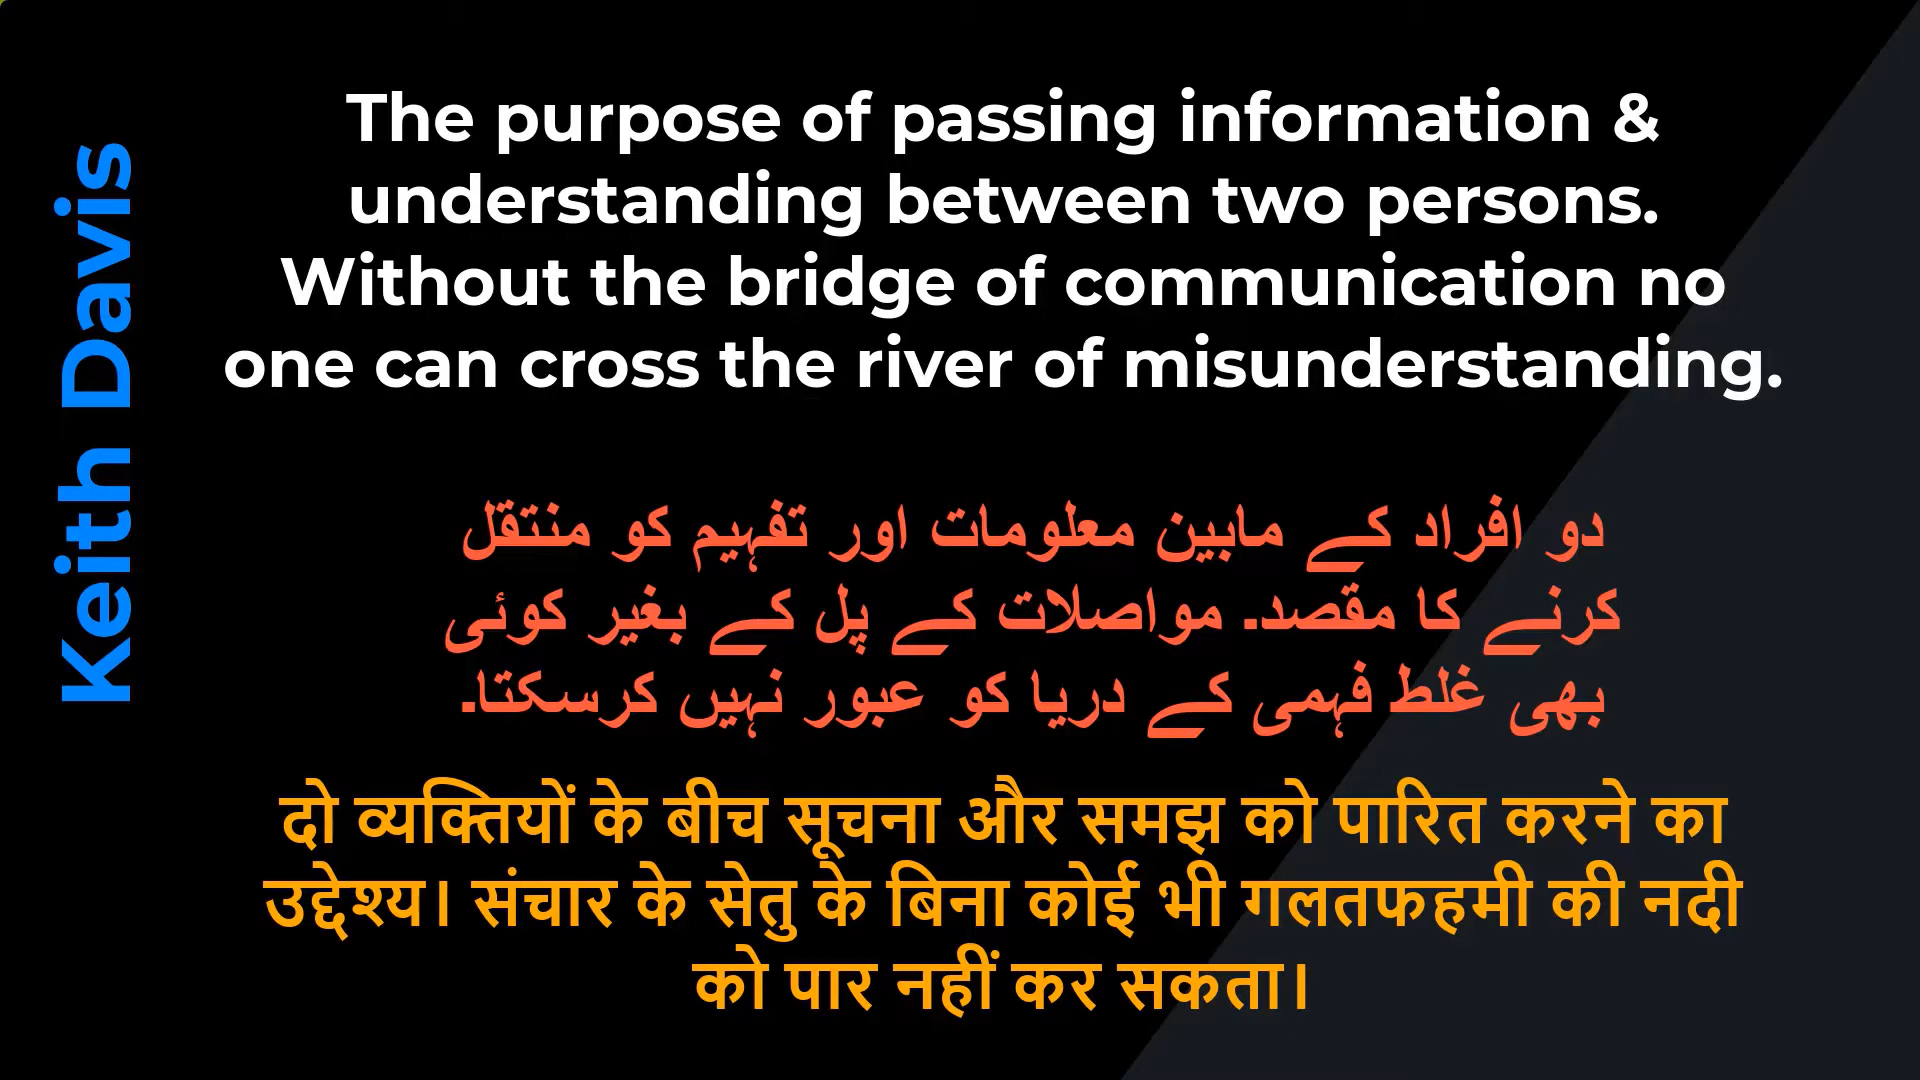 Keith Davis
The purpose of passing information &
understanding between two persons.
Without the bridge of communication no
one can cross the river of misunderstanding.
دو افراد کے مابین معلومات اور تفہیم کو منتقل
کرنے کا مقصد۔ مواصلات کے پل کے بغیر کوئی
بھی غلط فہمی کے دریا کو عبور نہیں کرسکتا۔
दो व्यक्तियों के बीच सूचना और समझ को पारित करने का
उद्देश्य। संचार के सेतु के बिना कोई भी गलतफहमी की नदी
को पार नहीं कर सकता।